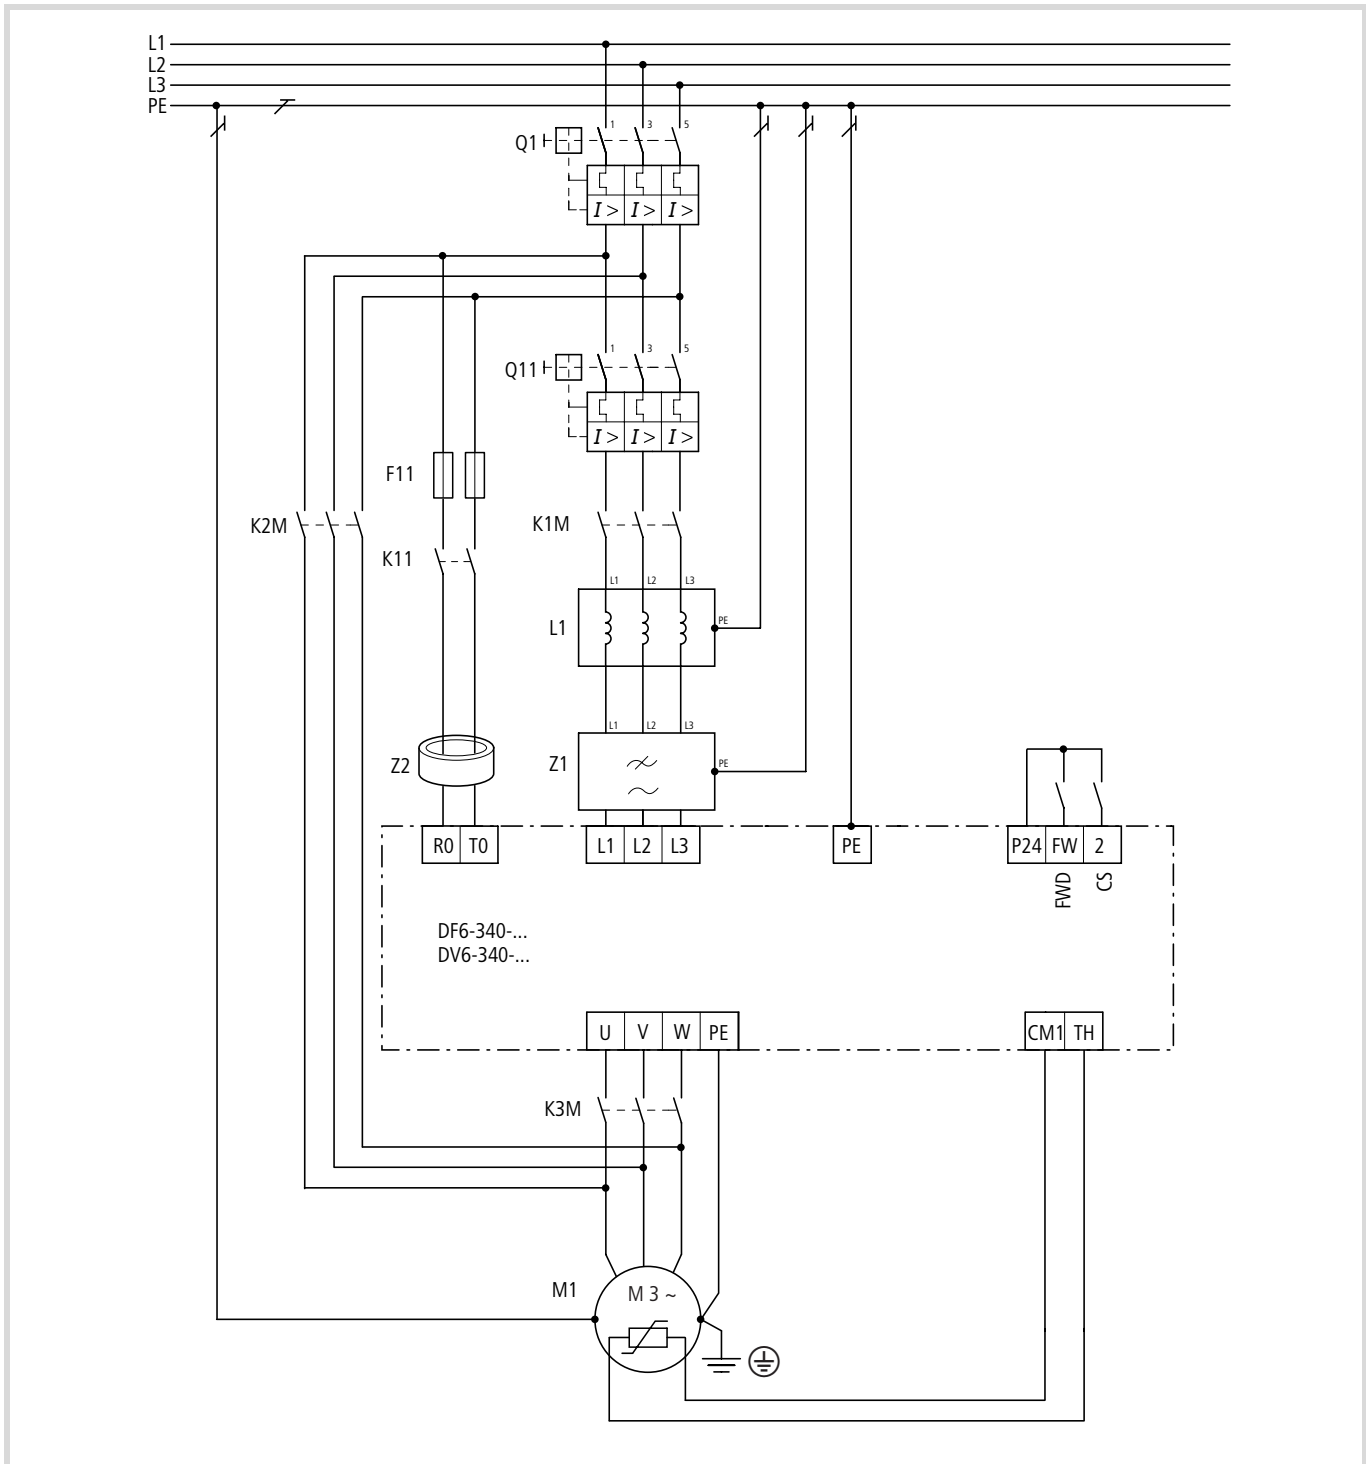 L1
L2
L3
PE
1 3 5
Q1
I > I > I >
1 3 5
Q11
I > I > I >
F11
K2M
K1M
K11
L1 L2 L3
L1
PE
L1 L2 L3
Z2
Z1
PE
R0 T0
L1 L2 L3
PE
P24 FW 2
FWD
CS
DF6-340-...
DV6-340-...
U V W PE
CM1 TH
K3M
M1
M 3 ~